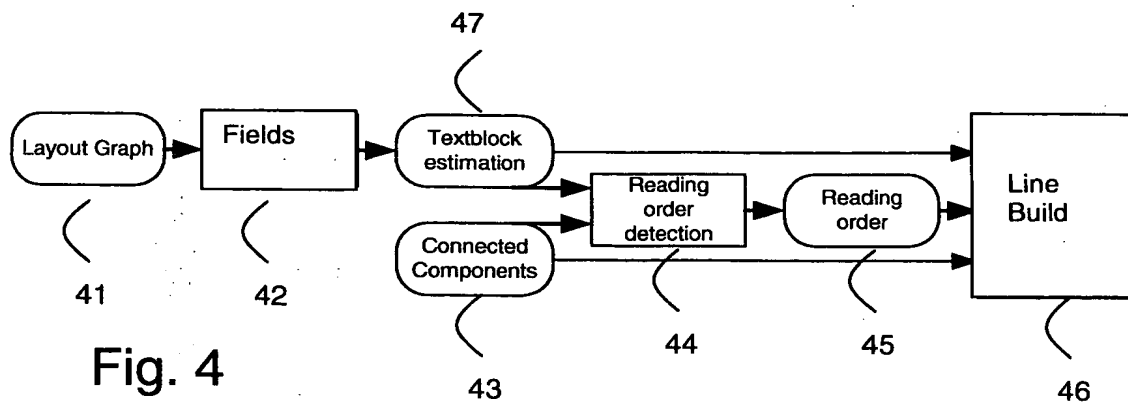 47
Layout Graph
Fields
Textblock
estimation
Reading
order
detection
Reading
order
Line
Build
Connected
Components
41
42
43
44
45
46
Fig. 4